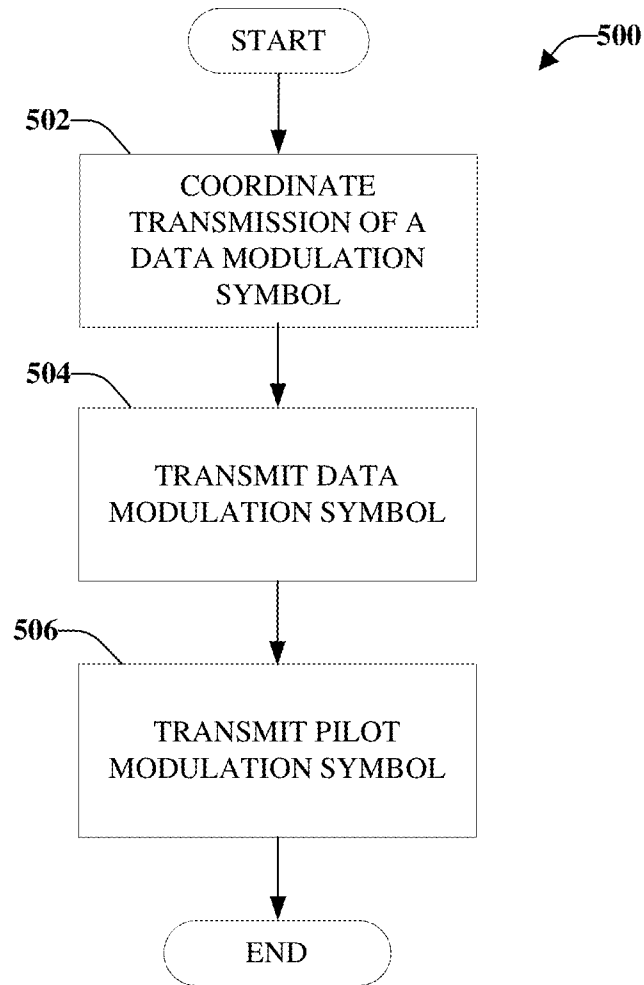 START
500
502
COORDINATE
TRANSMISSION OF A
DATA MODULATION
SYMBOL
504
TRANSMIT DATA
MODULATION SYMBOL
506
TRANSMIT PILOT
MODULATION SYMBOL
END